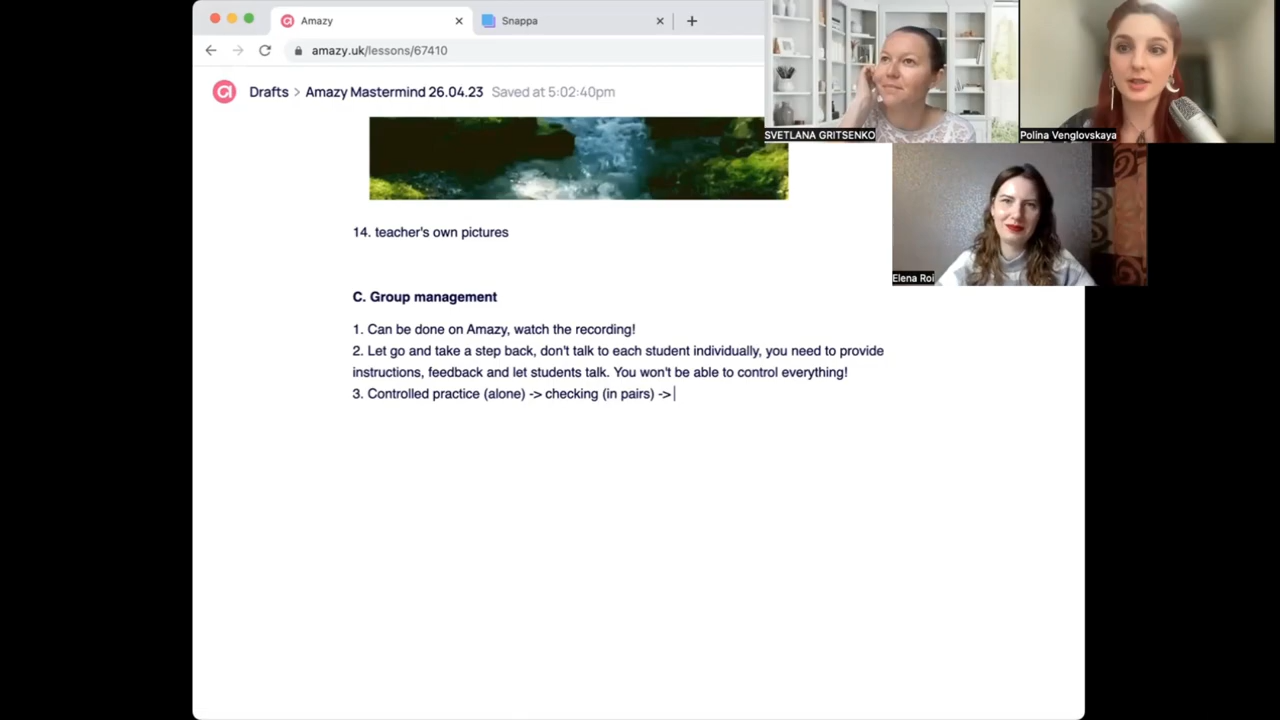 Amazy
Snappa
amazy.uk/lessons/67410
Drafts > Amazy Mastermind 26.04.23 Saved at 5:02:40pm
SVETLANA GRITSENKO
Polina Venglovskaya
Elena Roi
14. teacher's own pictures
C. Group management
1. Can be done on Amazy, watch the recording!
2. Let go and take a step back, don't talk to each student individually, you need to provide
instructions, feedback and let students talk. You won't be able to control everything!
3. Controlled practice (alone) -> checking (in pairs) ->